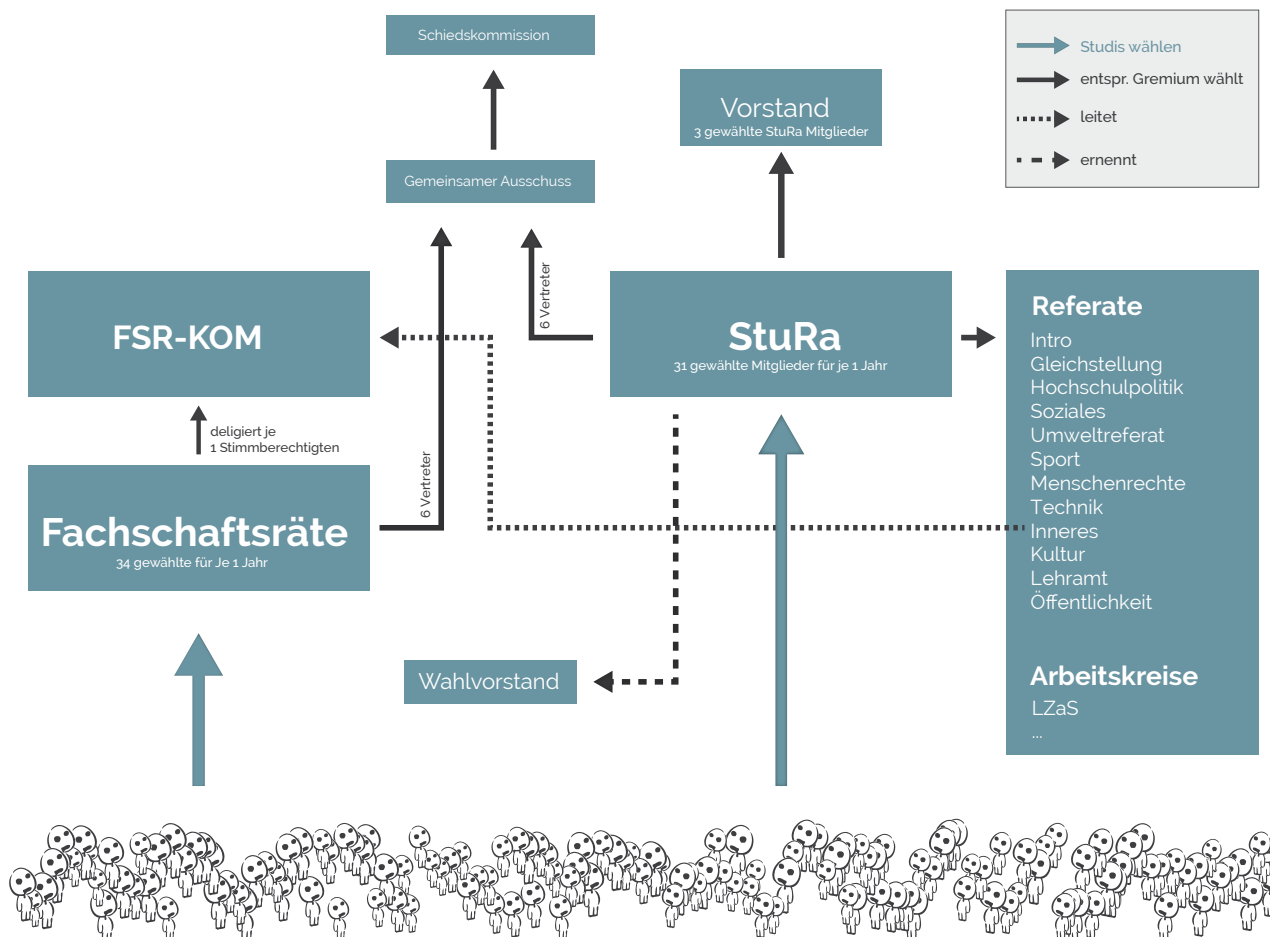 Schiedskommission
Vorstand
3 gewählte StuRa Mitglieder
Studis wählen
entspr. Gremium wählt
leitet
ernennt
Gemeinsamer Ausschuss
6 Vertreter
FSR-KOM
StuRa
31 gewählte Mitglieder für je 1 Jahr
deligiert je
1 Stimmberechtigten
6 Vertreter
Fachschaftsräte
34 gewählte für Je 1 Jahr
Referate
Intro
Gleichstellung
Hochschulpolitik
Soziales
Umweltreferat
Sport
Menschenrechte
Technik
Inneres
Kultur
Lehramt
Öffentlichkeit
Arbeitskreise
LZaS
...
Wahlvorstand